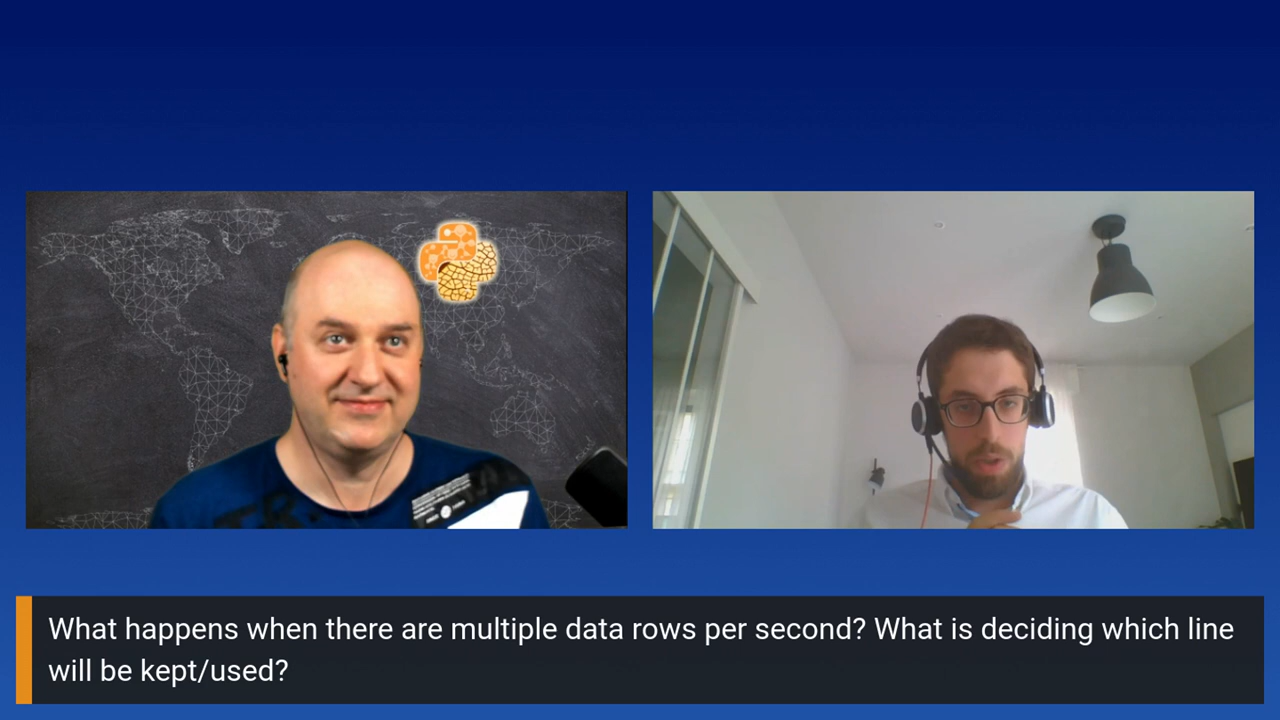 What happens when there are multiple data rows per second? What is deciding which line
will be kept/used?